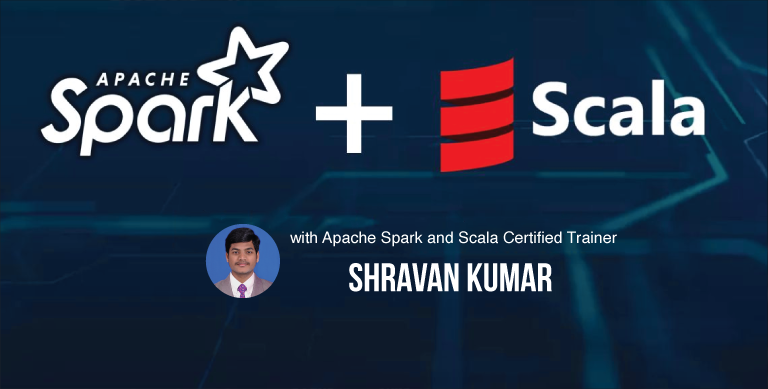 APACHE
Spark
+
Scala
with Apache Spark and Scala Certified Trainer
SHRAVAN KUMAR